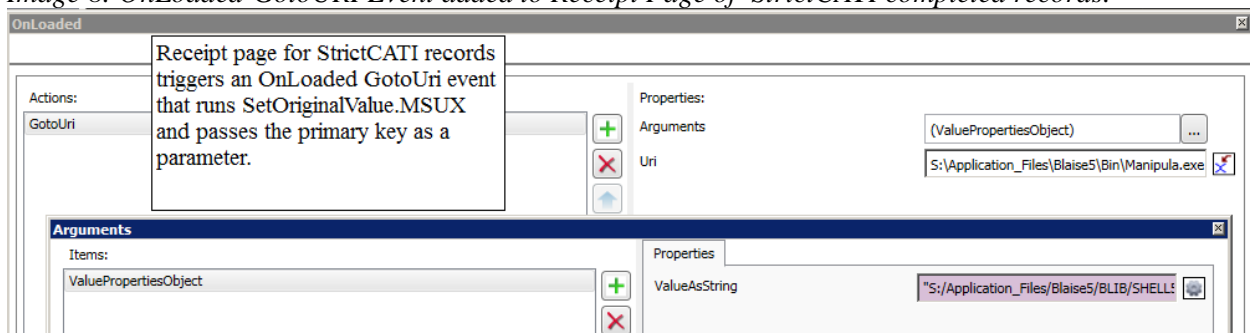 Image 6: OnLoaded GotoURI Event added to Receipt Page of StrictCATI completed records.
OnLoaded
Receipt page for StrictCATI records
triggers an OnLoaded GotoUri event
that runs SetOriginalValue.MSUX
and passes the primary key as a
parameter.
Actions:
GotoUri
Properties:
Arguments
(ValuePropertiesObject)
...
Uri
S:\Application_Files\Blaise5\Bin\Manipula.exe
Arguments
Items:
ValuePropertiesObject
Properties
ValueAsString
"S:/Application_Files/Blaise5/BLIB/SHELL